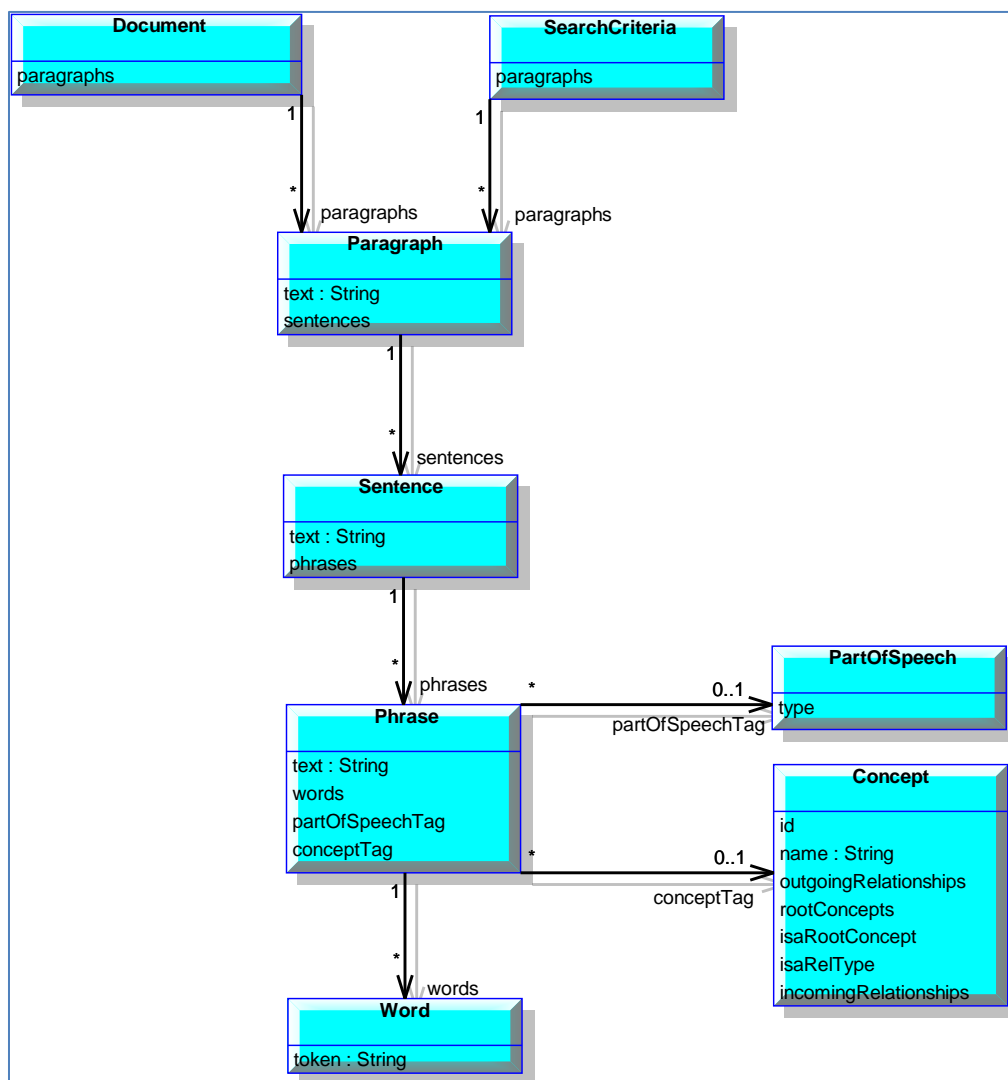 Document
paragraphs
SearchCriteria
paragraphs
1
1
*
*
paragraphs
paragraphs
Paragraph
text : String
sentences
1
*
sentences
Sentence
text : String
phrases
1
*
phrases
Phrase
text : String
words
partOfSpeechTag
conceptTag
*
0..1
partOfSpeechTag
PartOfSpeech
type
*
0..1
conceptTag
Concept
id
name : String
outgoingRelationships
rootConcepts
isaRootConcept
isaRelType
incomingRelationships
1
*
words
Word
token : String